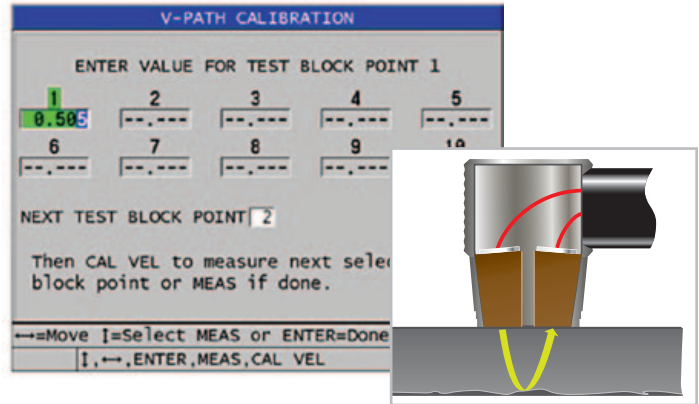 V-PATH CALIBRATION
ENTER VALUE FOR TEST BLOCK POINT 1
1 2 3 4 5
0.505 --.--- --.--- --.--- --.---
6 7 8 9 10
--.--- --.--- --.--- --.---
NEXT TEST BLOCK POINT 2
Then CAL VEL to measure next
block point or MEAS if done.
↔=Move ↕=Select MEAS or ENTER=Done
↕,↔,ENTER,MEAS,CAL VEL